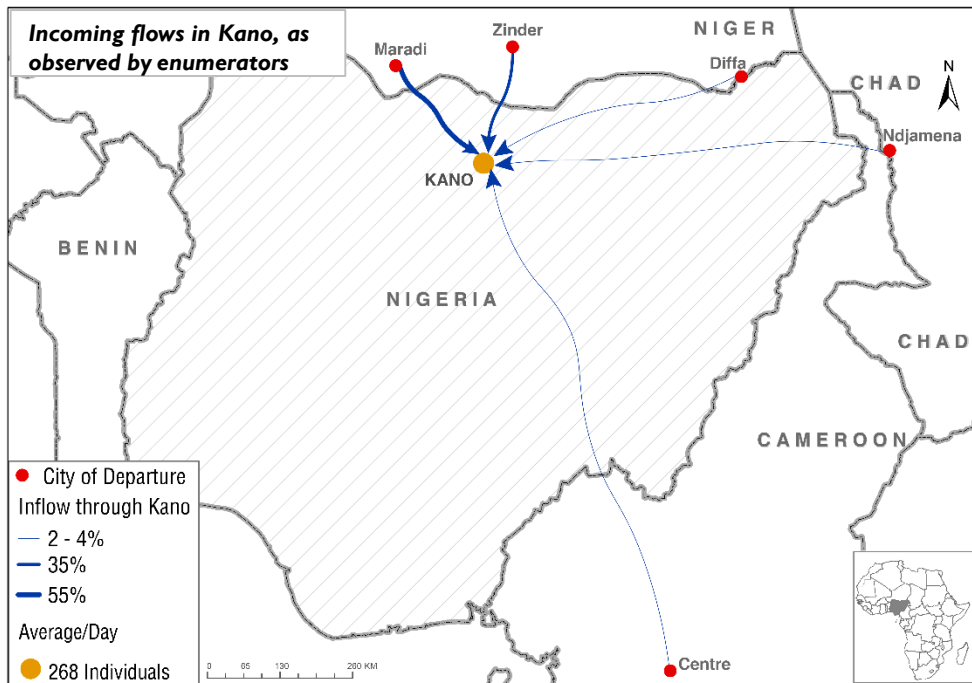 Incoming flows in Kano, as
observed by enumerators
Maradi
Zinder
NIGER
Diffa
CHAD
N
Ndjamena
KANO
BENIN
NIGERIA
CHAD
CAMEROON
City of Departure
Inflow through Kano
2 - 4%
35%
55%
Average/Day
268 Individuals
0 65 130 260 KM
Centre